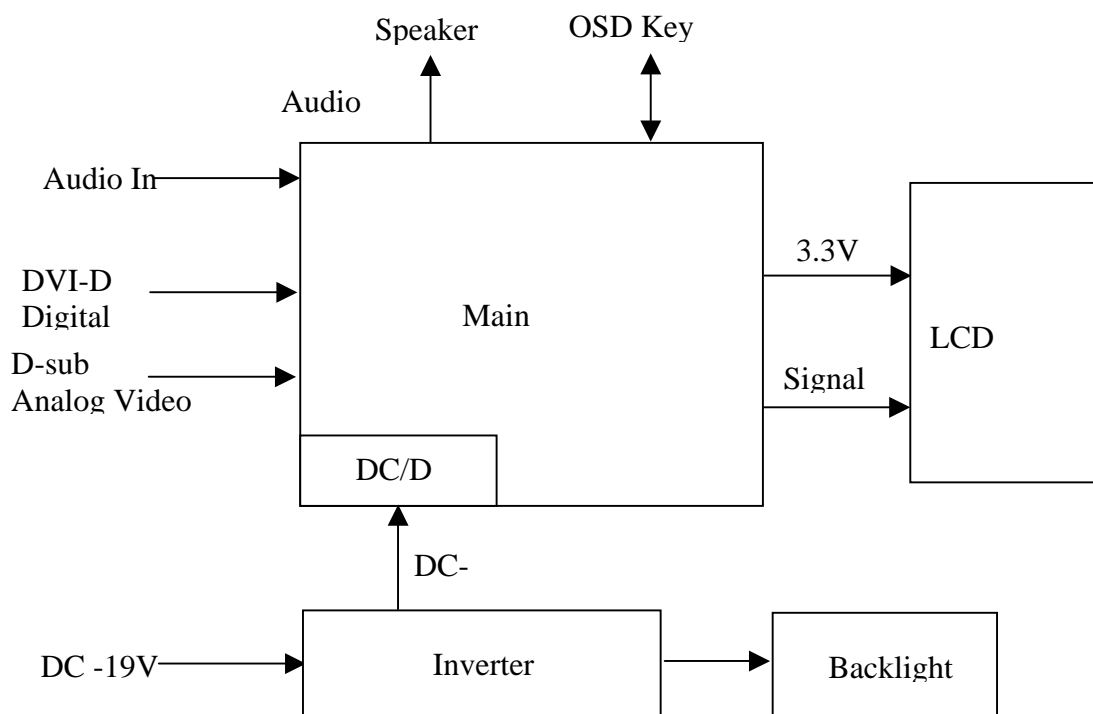 Speaker
OSD Key
Audio
Audio In
DVI-D
Digital
D-sub
Analog Video
Main
3.3V
Signal
LCD
DC/D
DC-
DC -19V
Inverter
Backlight